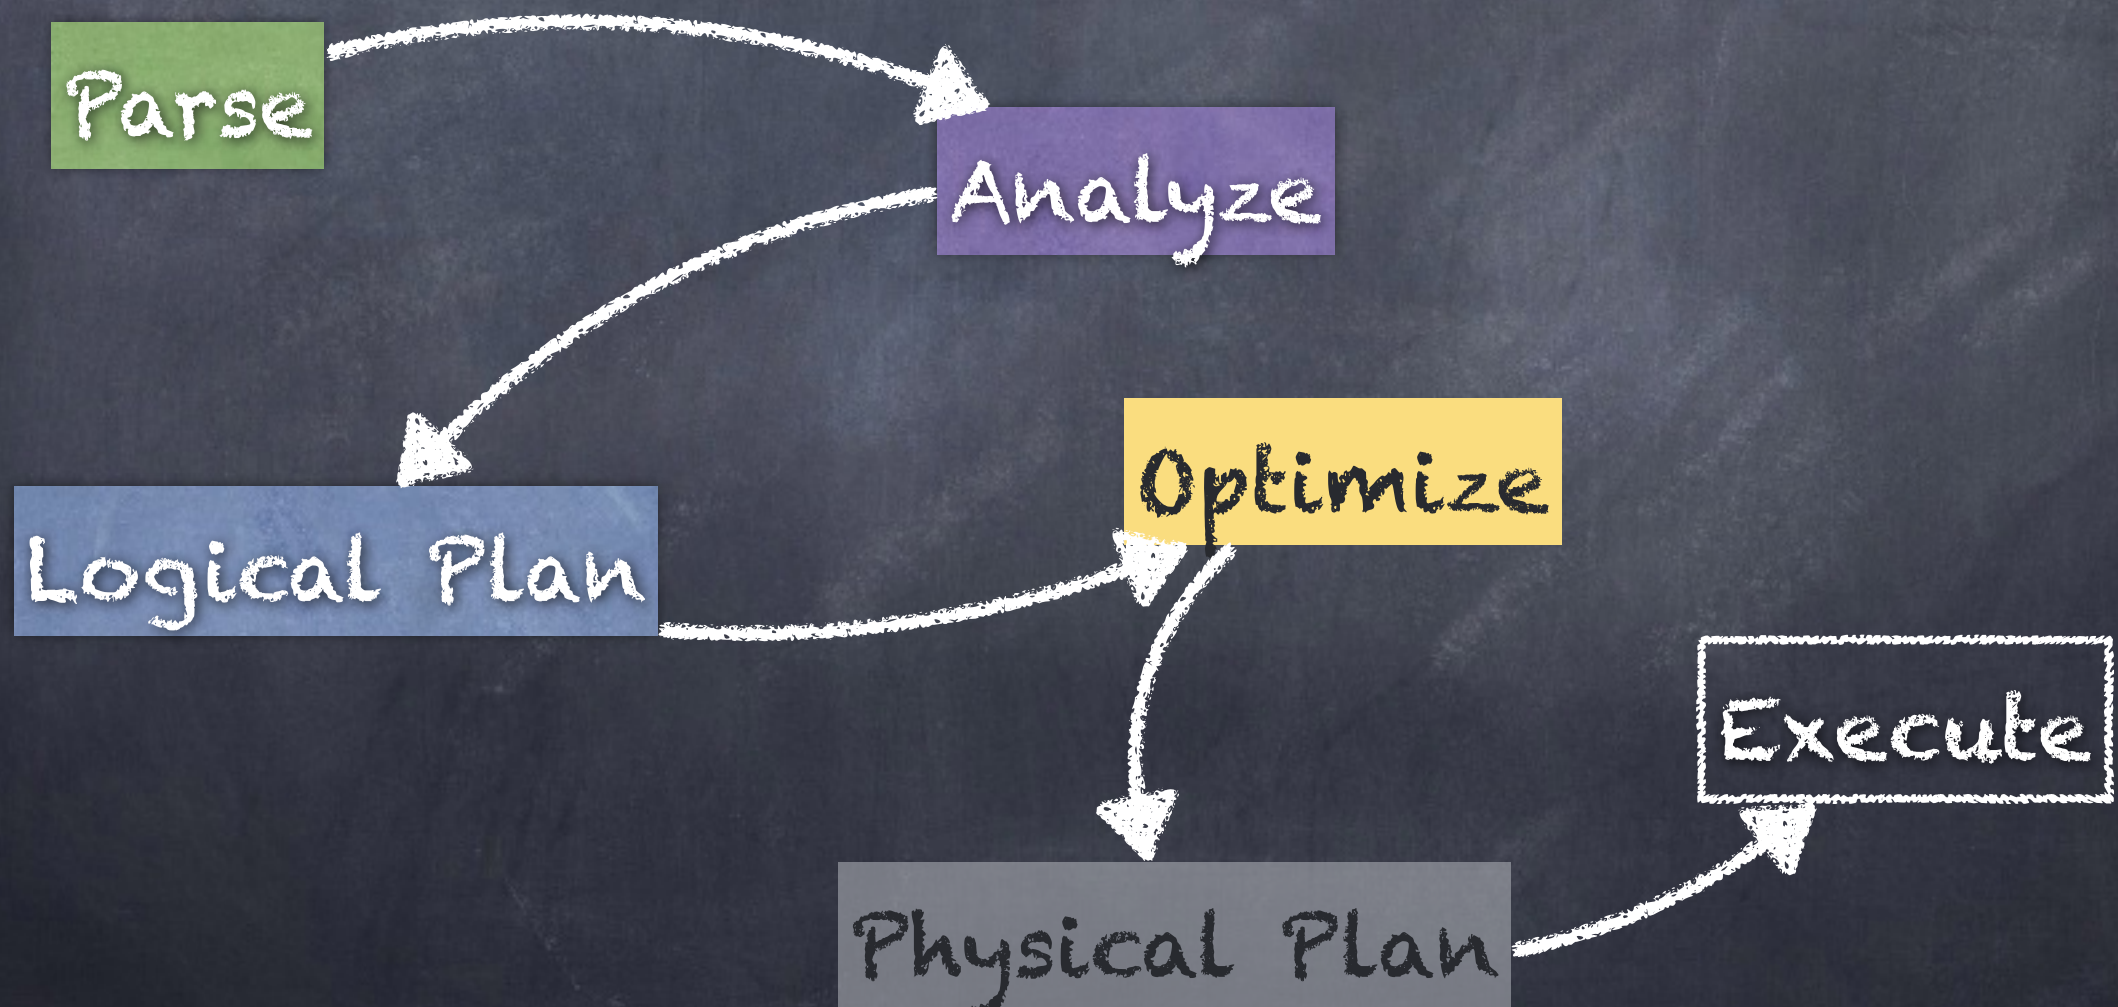 Parse
Analyze
Logical Plan
Optimize
Physical Plan
Execute